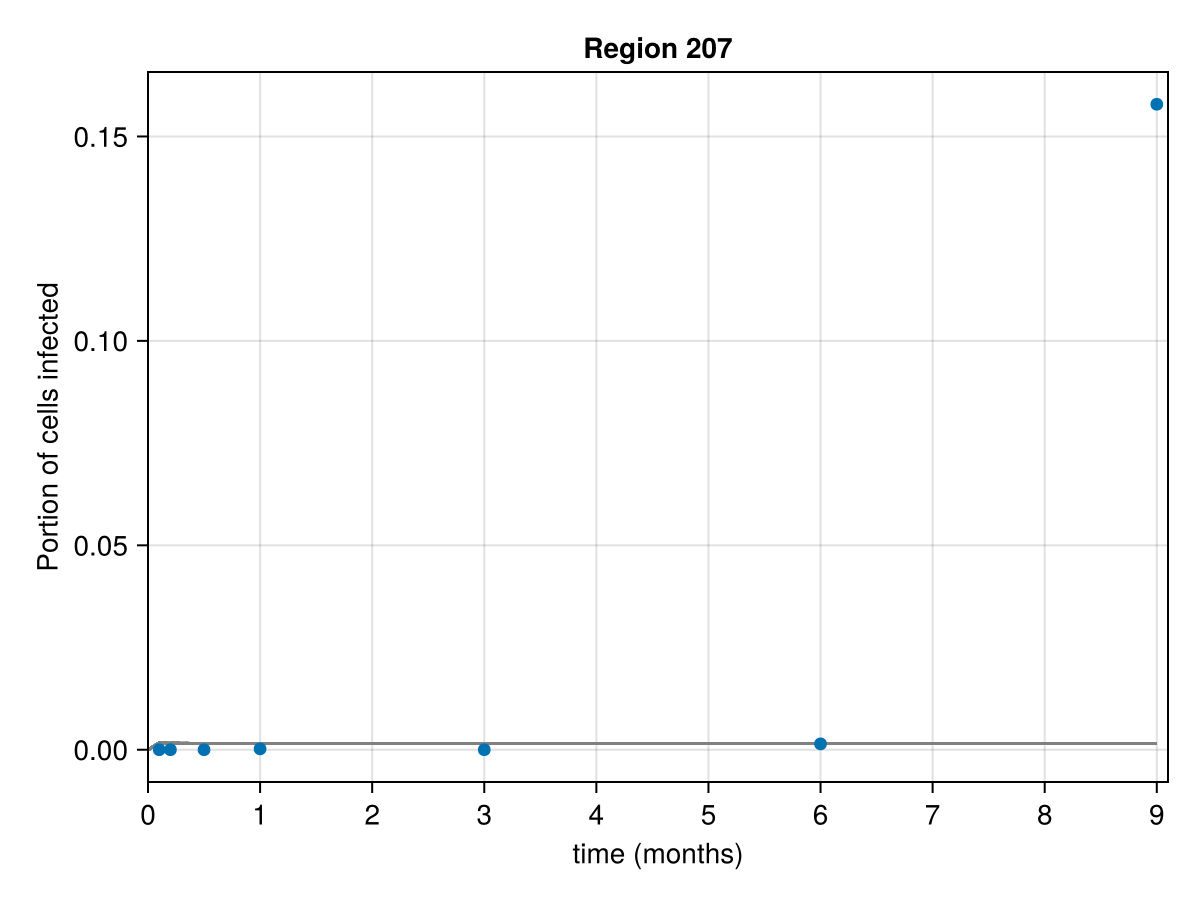 Region 207
Portion of cells infected
0.15
0.10
0.05
0.00
0 1 2 3 4 5 6 7 8 9
time (months)